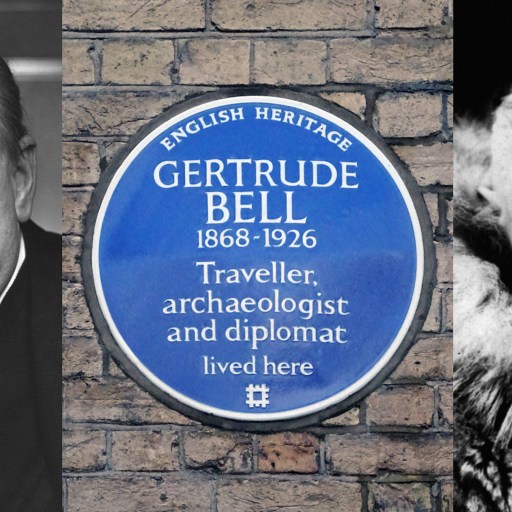 ENGLISH HERITAGE
GERTRUDE
BELL
1868-1926
Traveller,
archaeologist
and diplomat
lived here